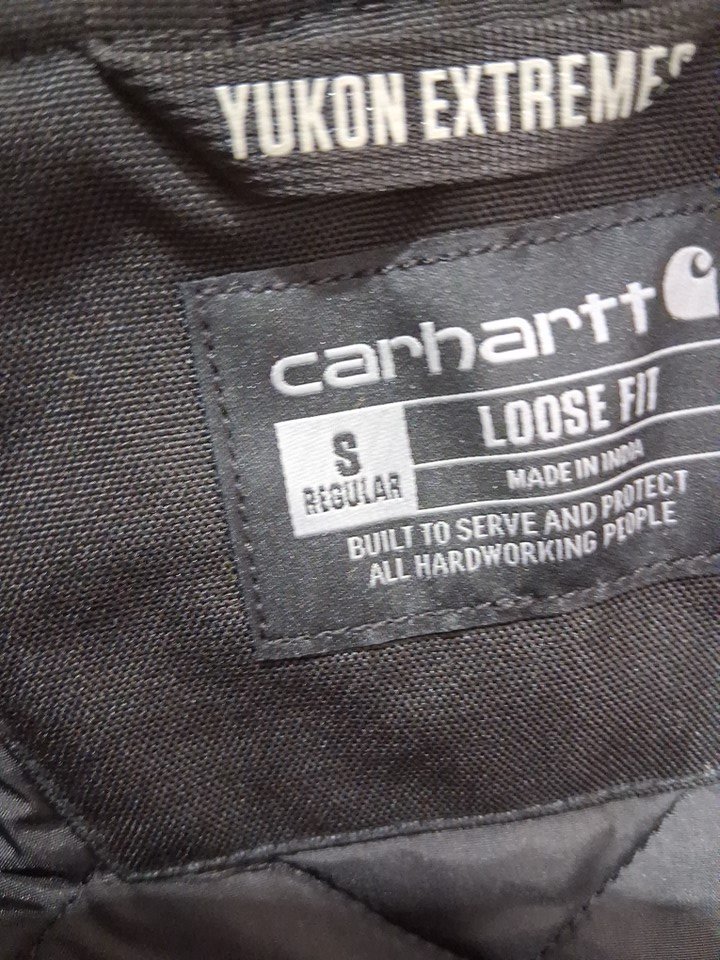 YUKON EXTREMES
carhartt
S
REGULAR
LOOSE FIT
MADE IN INDIA
BUILT TO SERVE AND PROTECT
ALL HARDWORKING PEOPLE